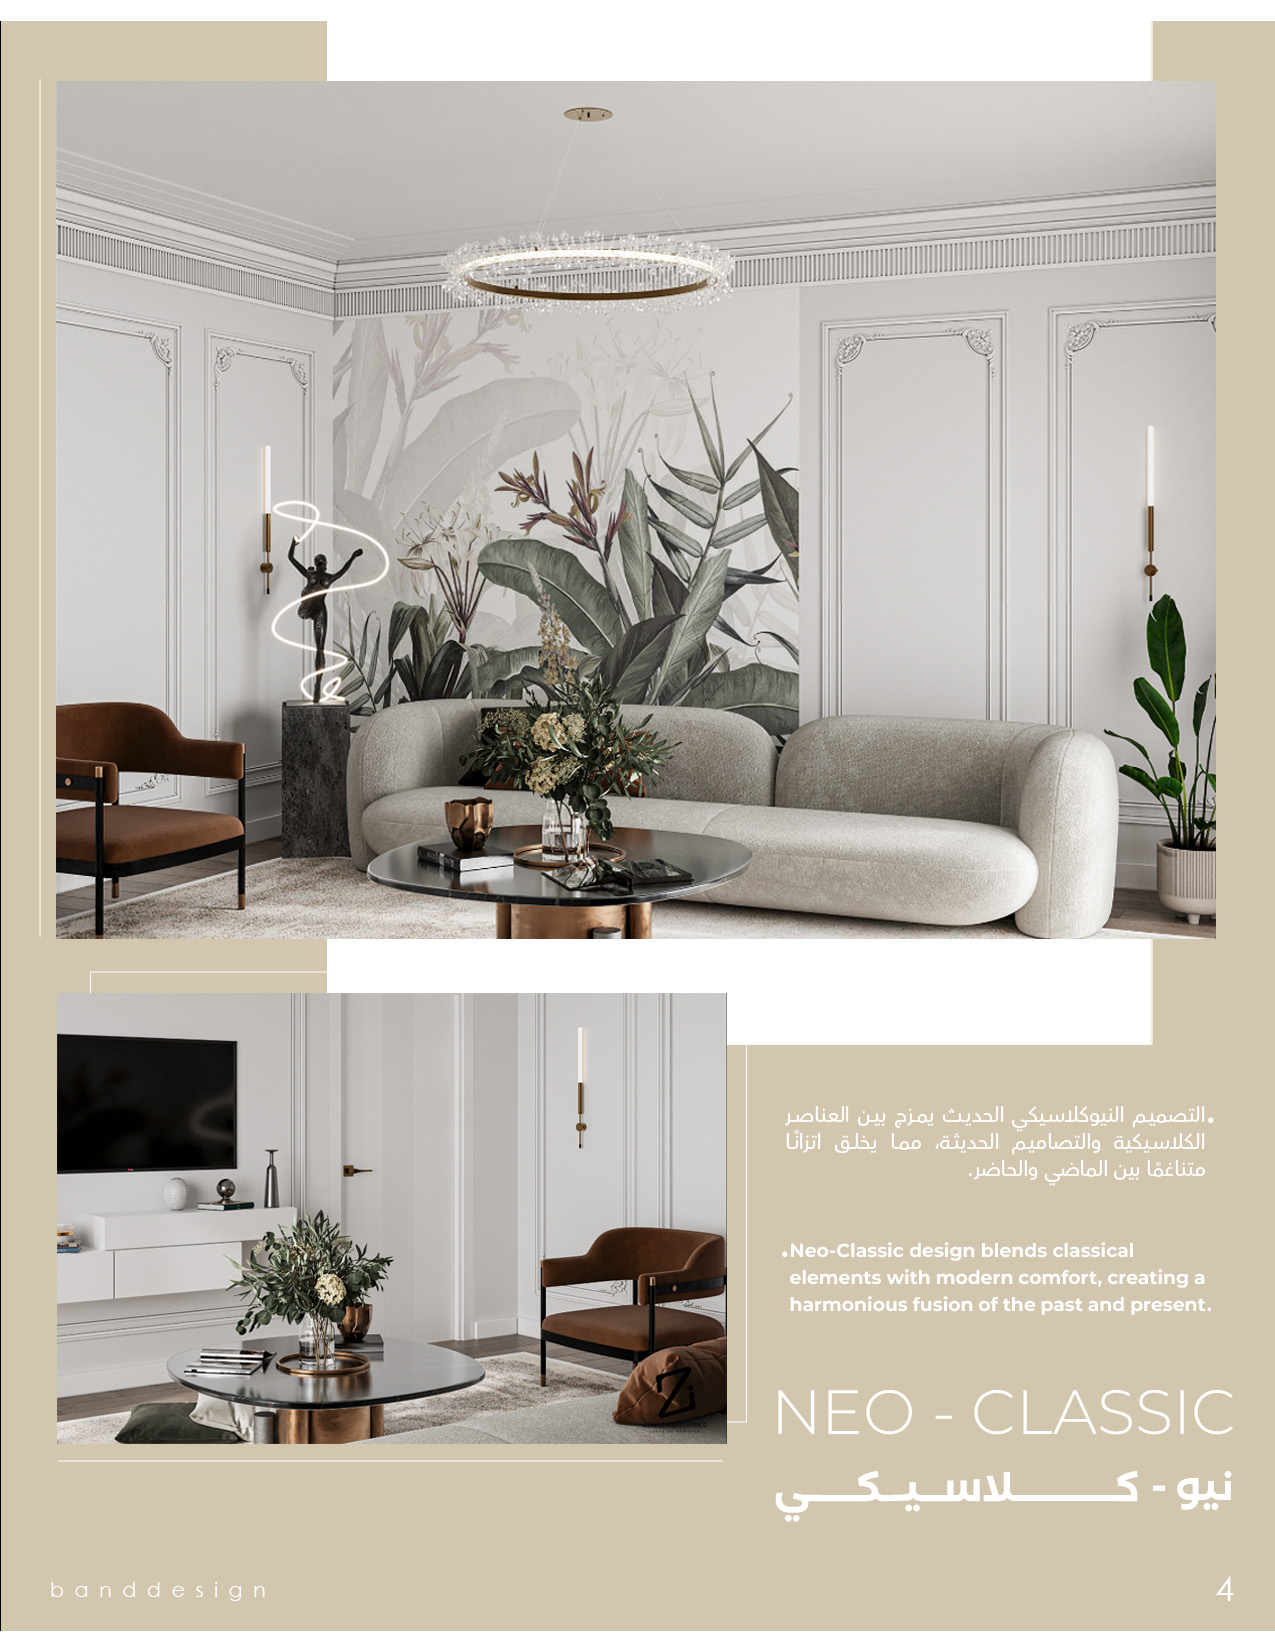 التصميم النيوكلاسيكي الحديث يمزج بين العناصر
الكلاسيكية والتصاميم الحديثة، مما يخلق اتزانًا
متناغمًا بين الماضي والحاضر.
Neo-Classic design blends classical
elements with modern comfort, creating a
harmonious fusion of the past and present.
NEO - CLASSIC
نيو - كـــــلاسـيـكـــي
banddesign
4